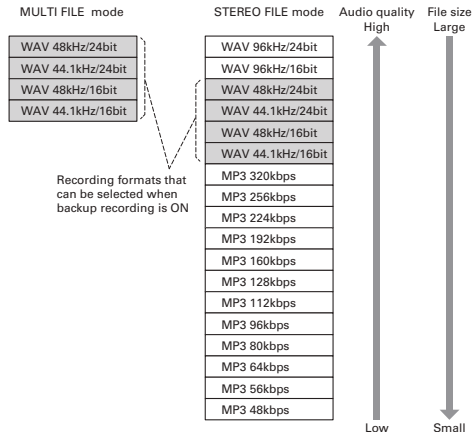 MULTI FILE mode
WAV 48kHz/24bit
WAV 44.1kHz/24bit
WAV 48kHz/16bit
WAV 44.1kHz/16bit
Recording formats that
can be selected when
backup recording is ON
STEREO FILE mode
WAV 96kHz/24bit
WAV 96kHz/16bit
WAV 48kHz/24bit
WAV 44.1kHz/24bit
WAV 48kHz/16bit
WAV 44.1kHz/16bit
MP3 320kbps
MP3 256kbps
MP3 224kbps
MP3 192kbps
MP3 160kbps
MP3 128kbps
MP3 112kbps
MP3 96kbps
MP3 80kbps
MP3 64kbps
MP3 56kbps
MP3 48kbps
Audio quality
High
Low
File size
Large
Small